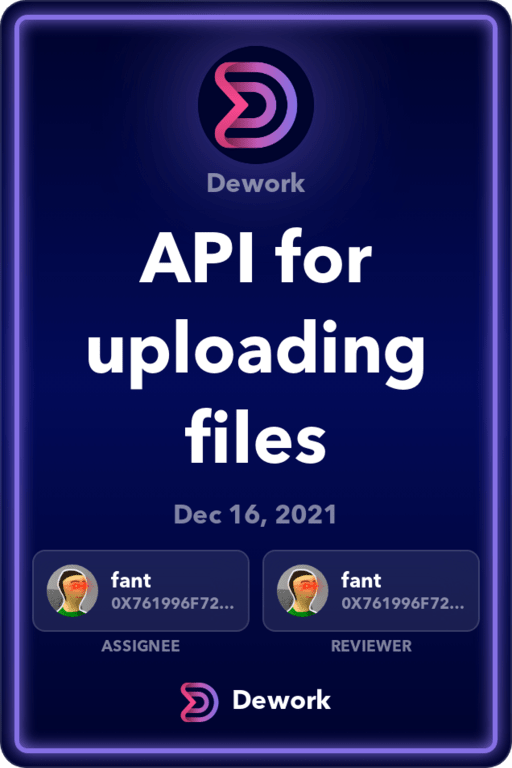 Dework
API for
uploading
files
Dec 16, 2021
fant
0X761996F72...
ASSIGNEE
fant
0X761996F72...
REVIEWER
Dework